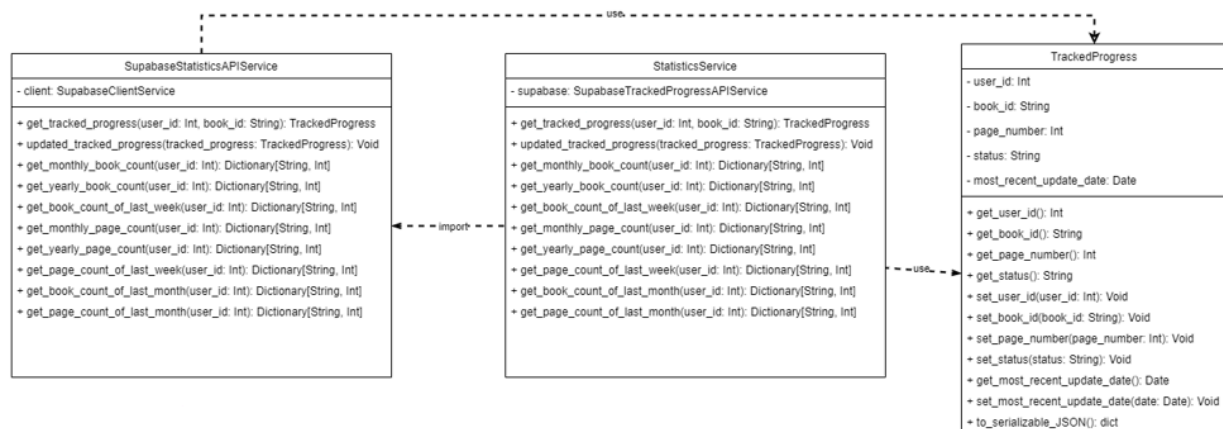 use
SupabaseStatisticsAPIService
- client: SupabaseClientService
+ get_tracked_progress(user_id: Int, book_id: String): TrackedProgress
+ updated_tracked_progress(tracked_progress: TrackedProgress): Void
+ get_monthly_book_count(user_id: Int): Dictionary[String, Int]
+ get_yearly_book_count(user_id: Int): Dictionary[String, Int]
+ get_book_count_of_last_week(user_id: Int): Dictionary[String, Int]
+ get_monthly_page_count(user_id: Int): Dictionary[String, Int]
+ get_yearly_page_count(user_id: Int): Dictionary[String, Int]
+ get_page_count_of_last_week(user_id: Int): Dictionary[String, Int]
+ get_book_count_of_last_month(user_id: Int): Dictionary[String, Int]
+ get_page_count_of_last_month(user_id: Int): Dictionary[String, Int]
import
StatisticsService
- supabase: SupabaseTrackedProgressAPIService
+ get_tracked_progress(user_id: Int, book_id: String): TrackedProgress
+ updated_tracked_progress(tracked_progress: TrackedProgress): Void
+ get_monthly_book_count(user_id: Int): Dictionary[String, Int]
+ get_yearly_book_count(user_id: Int): Dictionary[String, Int]
+ get_book_count_of_last_week(user_id: Int): Dictionary[String, Int]
+ get_monthly_page_count(user_id: Int): Dictionary[String, Int]
+ get_yearly_page_count(user_id: Int): Dictionary[String, Int]
+ get_page_count_of_last_week(user_id: Int): Dictionary[String, Int]
+ get_book_count_of_last_month(user_id: Int): Dictionary[String, Int]
+ get_page_count_of_last_month(user_id: Int): Dictionary[String, Int]
use
TrackedProgress
- user_id: Int
- book_id: String
- page_number: Int
- status: String
- most_recent_update_date: Date
+ get_user_id(): Int
+ get_book_id(): String
+ get_page_number(): Int
+ get_status(): String
+ set_user_id(user_id: Int): Void
+ set_book_id(book_id: String): Void
+ set_page_number(page_number: Int): Void
+ set_status(status: String): Void
+ get_most_recent_update_date(): Date
+ set_most_recent_update_date(date: Date): Void
+ to_serializable_JSON(): dict